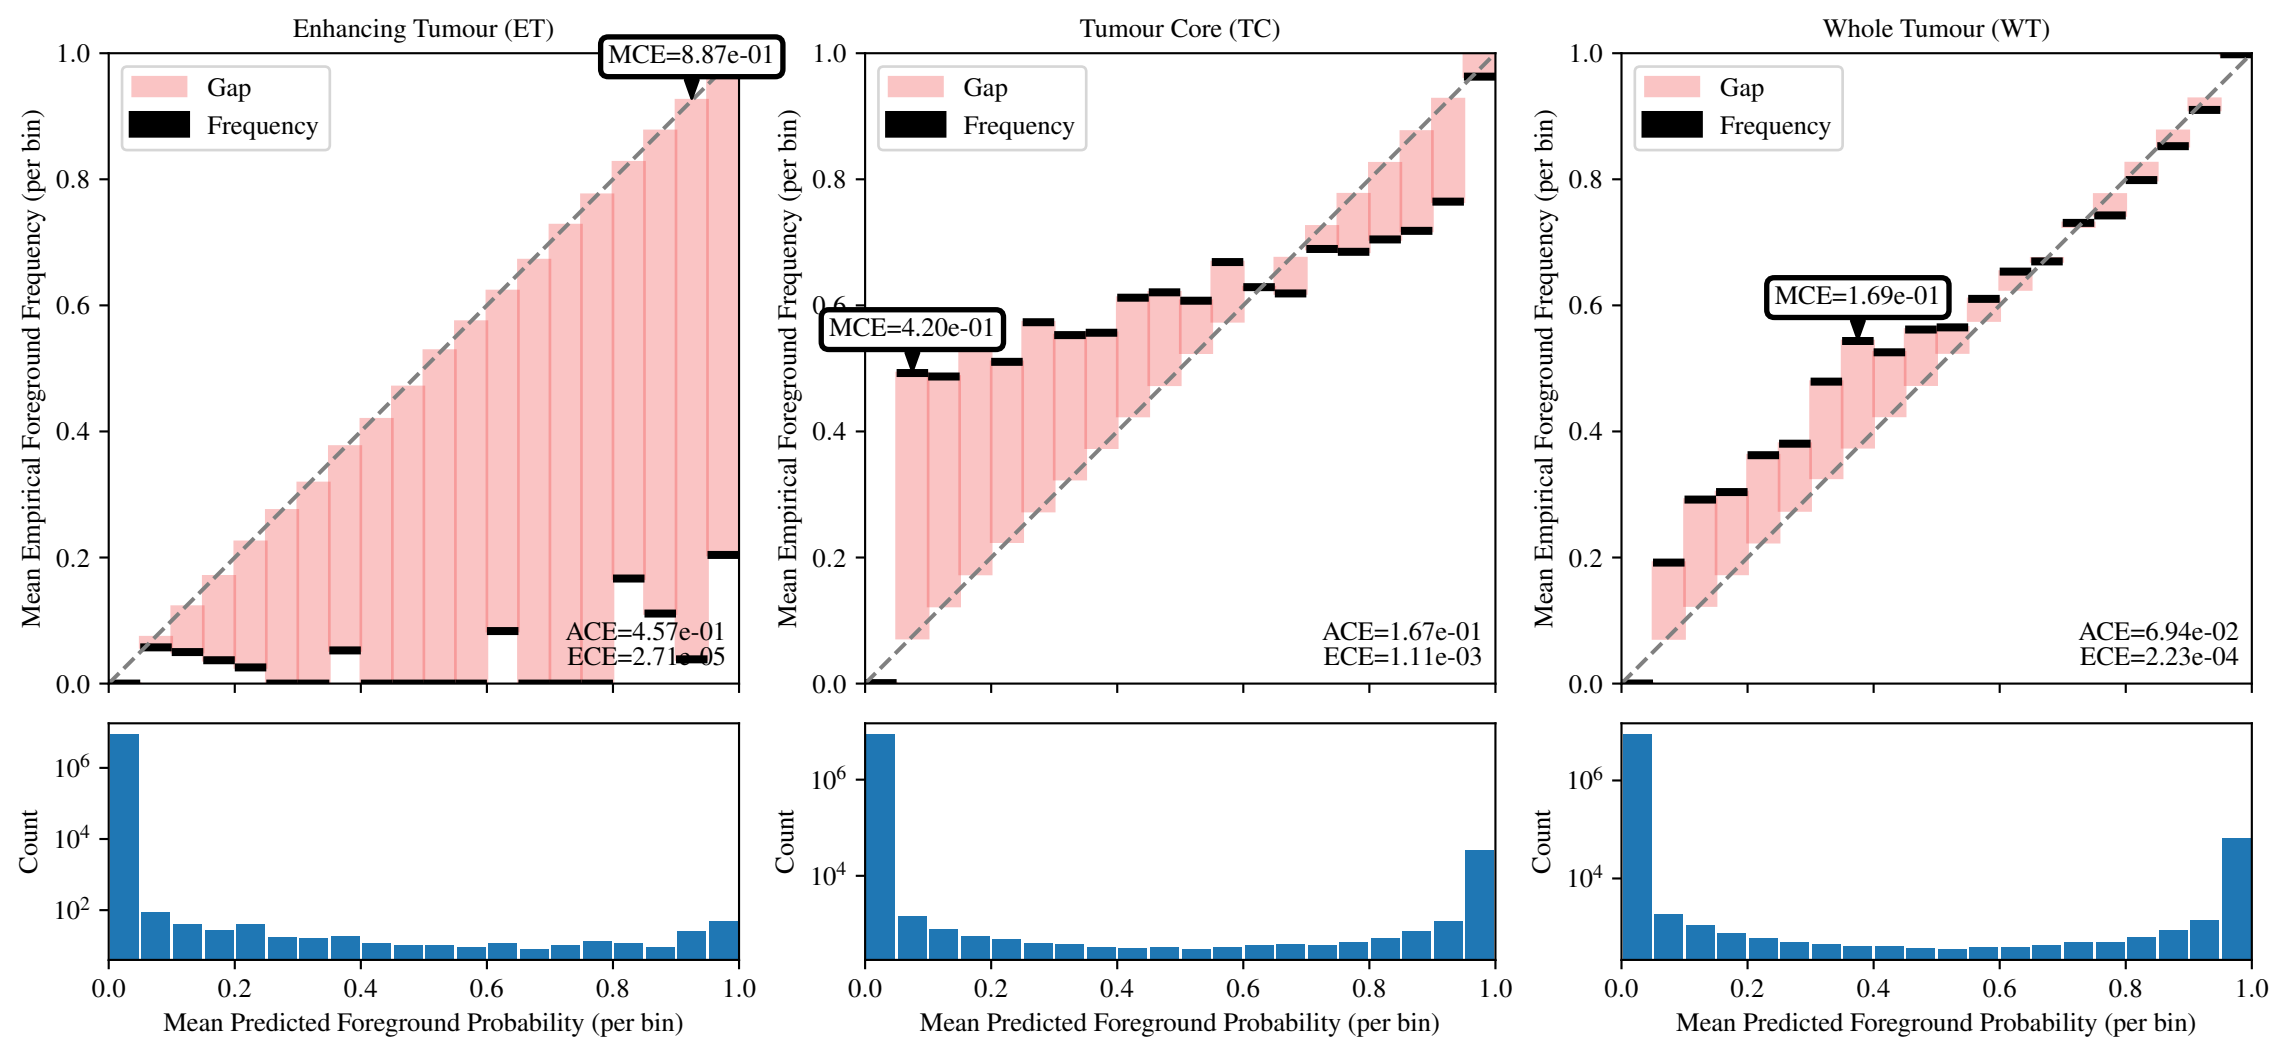 Enhancing Tumour (ET)
MCE=8.87e-01
Gap
Frequency
Mean Empirical Foreground Frequency (per bin)
1.0
0.8
0.6
0.4
0.2
0.0
ACE=4.57e-01
ECE=2.71e-05
Count
10^6
10^4
10^2
0.0 0.2 0.4 0.6 0.8 1.0
Mean Predicted Foreground Probability (per bin)
Tumour Core (TC)
Gap
Frequency
MCE=4.20e-01
Mean Empirical Foreground Frequency (per bin)
1.0
0.8
0.6
0.4
0.2
0.0
ACE=1.67e-01
ECE=1.11e-03
Count
10^6
10^4
0.0 0.2 0.4 0.6 0.8 1.0
Mean Predicted Foreground Probability (per bin)
Whole Tumour (WT)
Gap
Frequency
MCE=1.69e-01
Mean Empirical Foreground Frequency (per bin)
1.0
0.8
0.6
0.4
0.2
0.0
ACE=6.94e-02
ECE=2.23e-04
Count
10^6
10^4
0.0 0.2 0.4 0.6 0.8 1.0
Mean Predicted Foreground Probability (per bin)